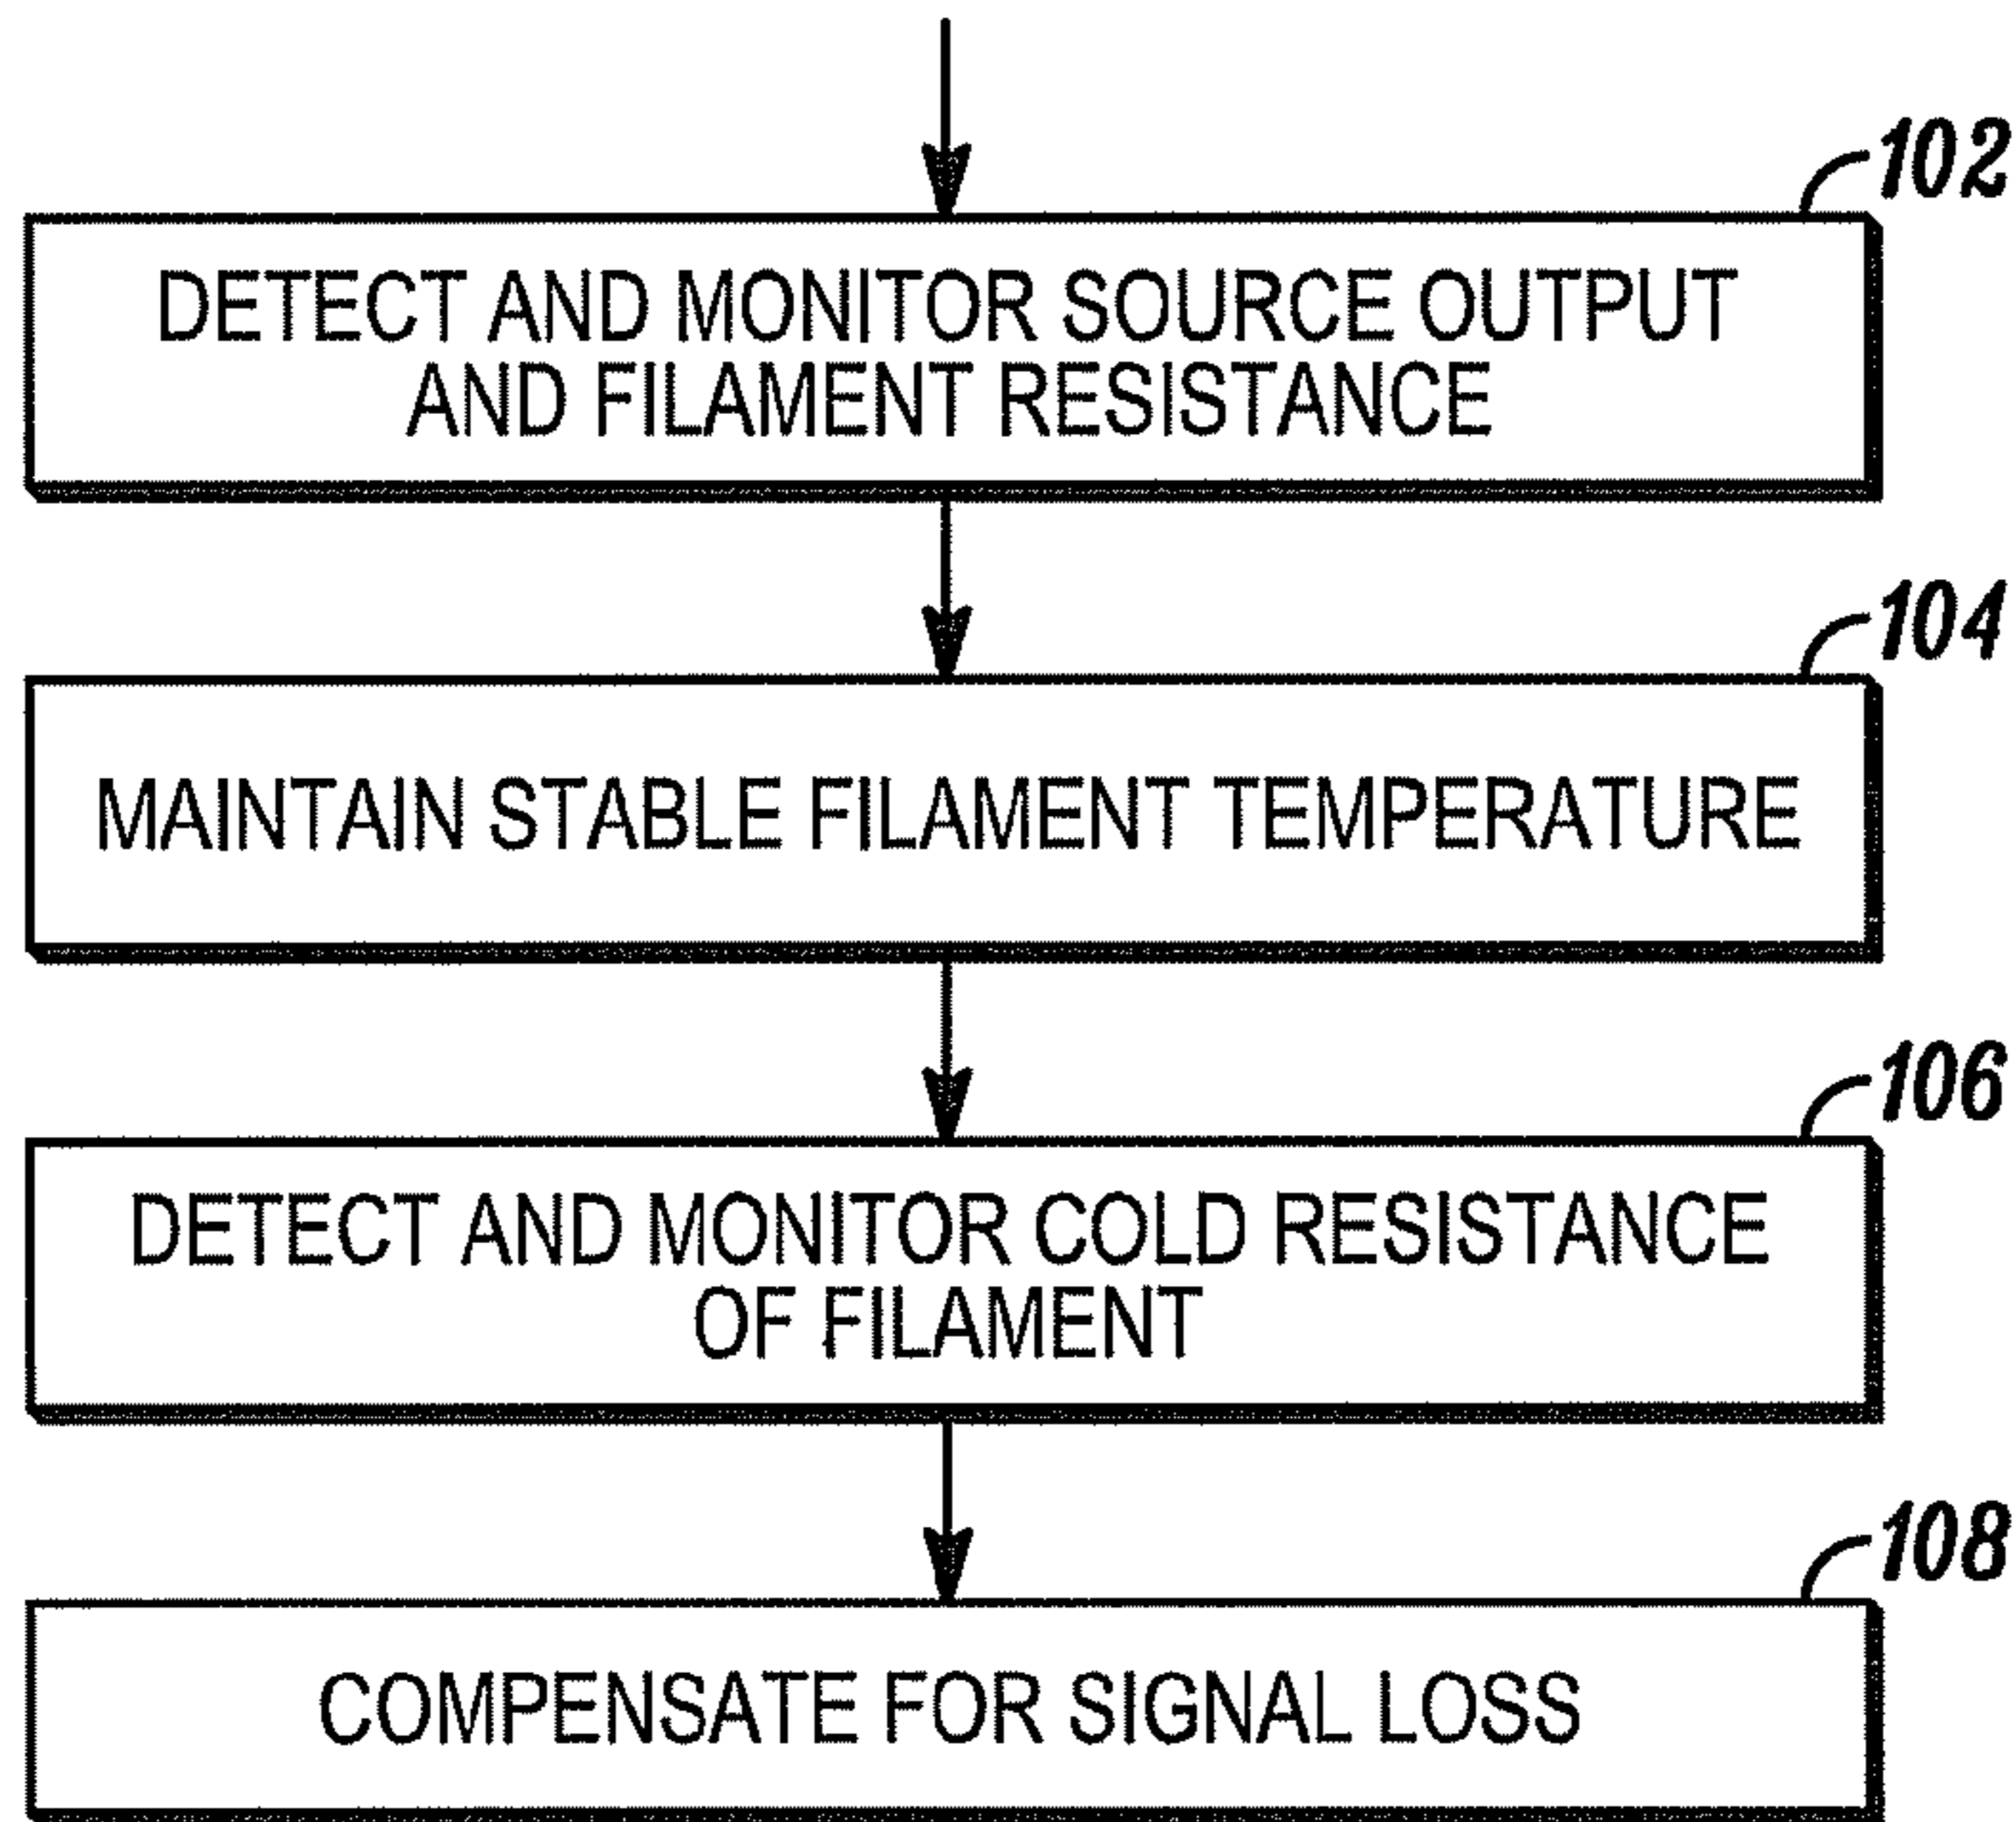 102
DETECT AND MONITOR SOURCE OUTPUT
AND FILAMENT RESISTANCE
104
MAINTAIN STABLE FILAMENT TEMPERATURE
106
DETECT AND MONITOR COLD RESISTANCE
OF FILAMENT
108
COMPENSATE FOR SIGNAL LOSS